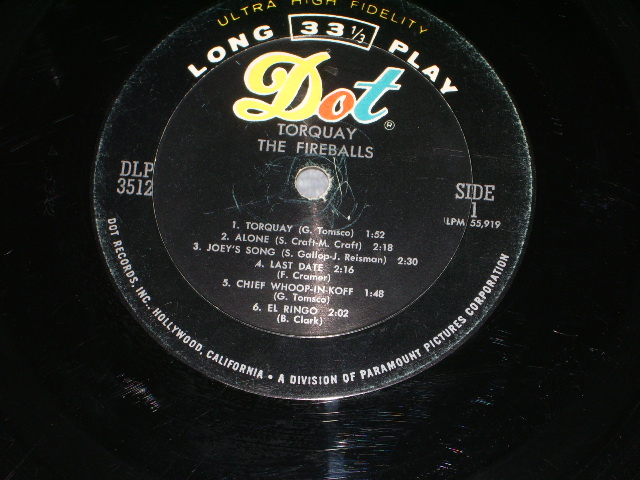 ULTRA HIGH FIDELITY
LONG 33 1/3 PLAY
Dot®
TORQUAY
THE FIREBALLS
DLP
3512
SIDE
1
LPM 55,919
1. TORQUAY (G. Tomsco) 1:52
2. ALONE (S. Craft-M. Craft) 2:18
3. JOEY'S SONG (S. Gallop-J. Reisman) 2:30
4. LAST DATE 2:16
(F. Cramer)
5. CHIEF WHOOP-IN-KOFF 1:48
(G. Tomsco)
6. EL RINGO 2:02
(B. Clark)
DOT RECORDS, INC., HOLLYWOOD, CALIFORNIA • A DIVISION OF PARAMOUNT PICTURES CORPORATION